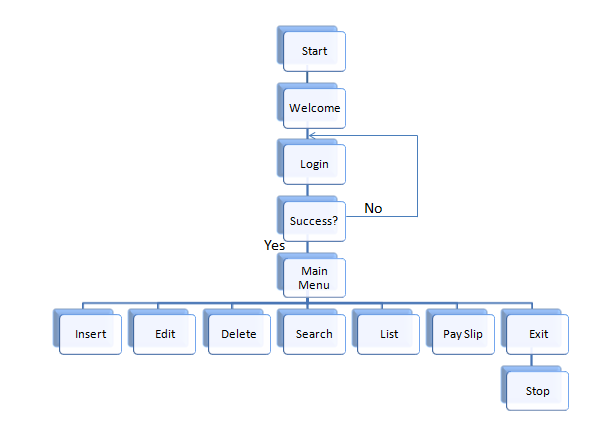 Start
Welcome
Login
Success?
No
Yes
Main
Menu
Insert
Edit
Delete
Search
List
Pay Slip
Exit
Stop